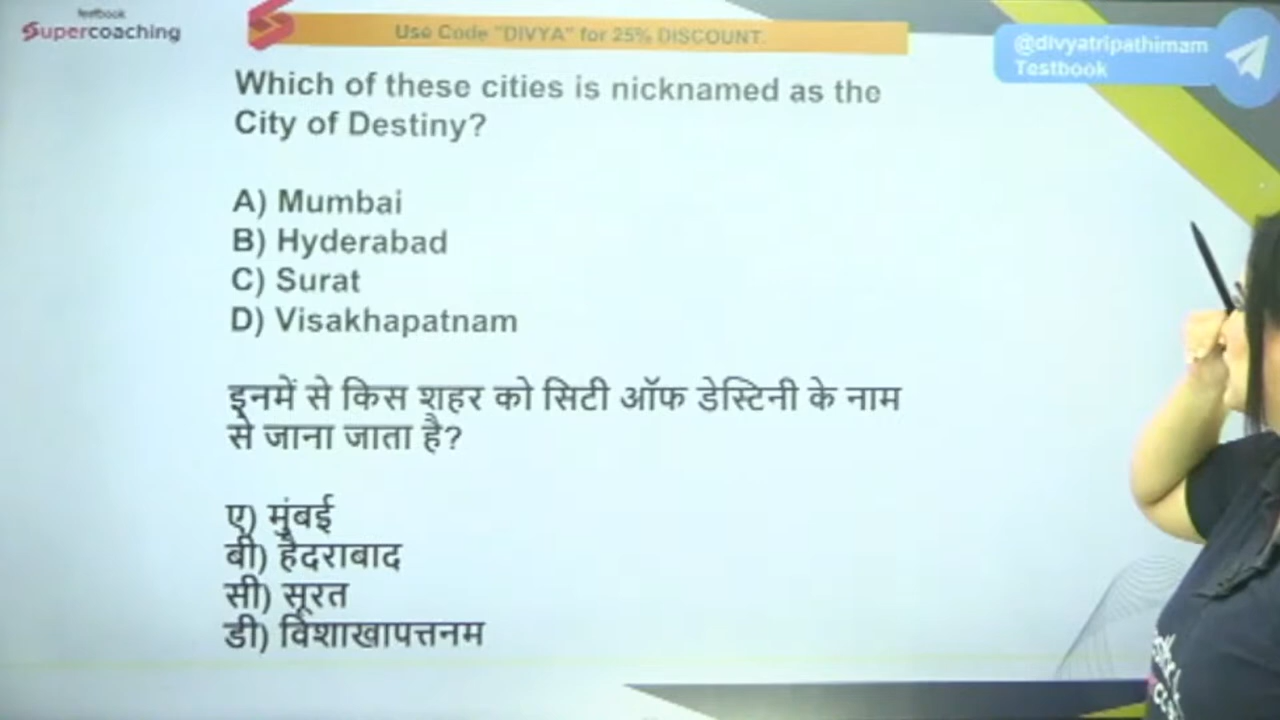 Testbook
Supercoaching
Use Code "DIVYA" for 25% DISCOUNT.
@divyatripathimam
Testbook
Which of these cities is nicknamed as the
City of Destiny?
A) Mumbai
B) Hyderabad
C) Surat
D) Visakhapatnam
इनमें से किस शहर को सिटी ऑफ डेस्टिनी के नाम
से जाना जाता है?
ए) मुंबई
बी) हैदराबाद
सी) सूरत
डी) विशाखापत्तनम